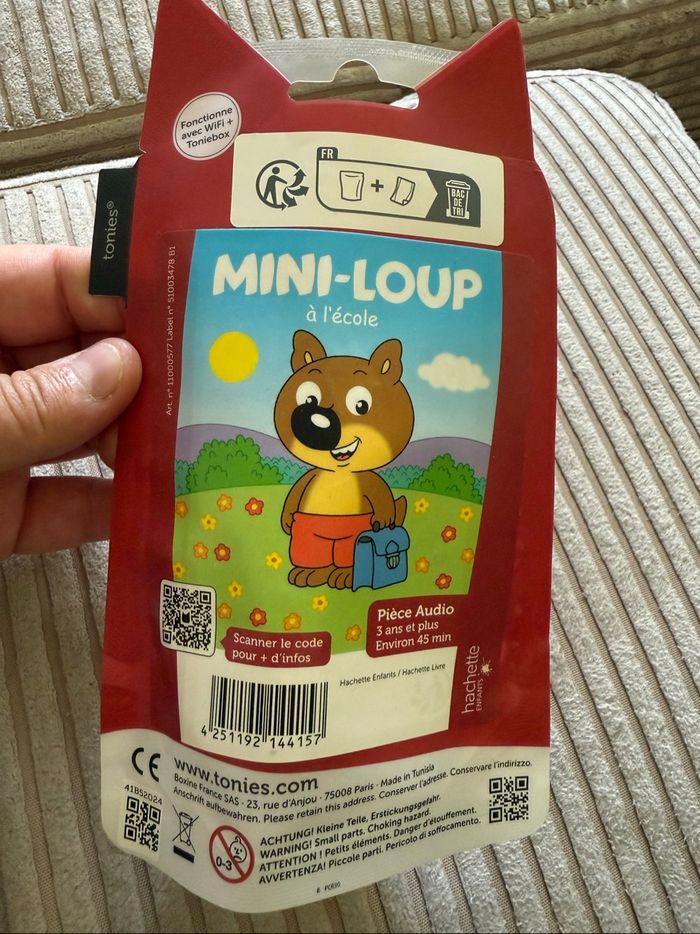 Fonctionne
avec WiFi +
Toniebox
FR
BAC
DE
TRI
tonies®
Art. n° 11000577 Label n° 51003478 B1
MINI-LOUP
à l'école
Scanner le code
pour + d'infos
Pièce Audio
3 ans et plus
Environ 45 min
Hachette Enfants / Hachette Livre
hachette
ENFANTS
4 251192 144157
CE
www.tonies.com
Boxine France SAS · 23, rue d'Anjou · 75008 Paris · Made in Tunisia
Anschrift aufbewahren. Please retain this address. Conserver l'adresse. Conservare l'indirizzo.
41B52024
0-3
ACHTUNG! Kleine Teile. Erstickungsgefahr.
WARNING! Small parts. Choking hazard.
ATTENTION ! Petits éléments. Danger d'étouffement.
AVVERTENZA! Piccole parti. Pericolo di soffocamento.